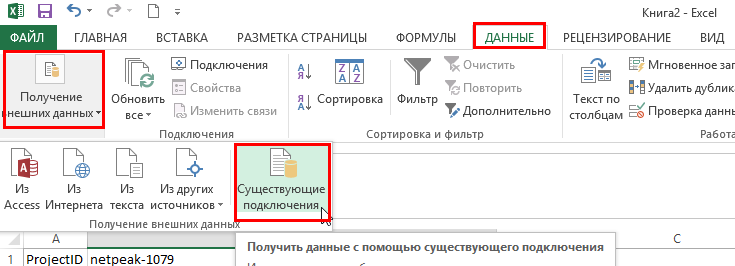 Книга2 - Excel
ФАЙЛ ГЛАВНАЯ ВСТАВКА РАЗМЕТКА СТРАНИЦЫ ФОРМУЛЫ ДАННЫЕ РЕЦЕНЗИРОВАНИЕ ВИД
Получение
внешних данных
Обновить
все
Подключения
Свойства
Изменить связи
Подключения
Сортировка
Фильтр
Очистить
Повторить
Дополнительно
Сортировка и фильтр
Текст по
столбцам
Мгновенное зап
Удалить дублика
Проверка данны
Работа
Из
Access
Из
Интернета
Из
текста
Из других
источников
Существующие
подключения
Получение внешних данных
A C
1 ProjectID netpeak-1079
Получить данные с помощью существующего подключения